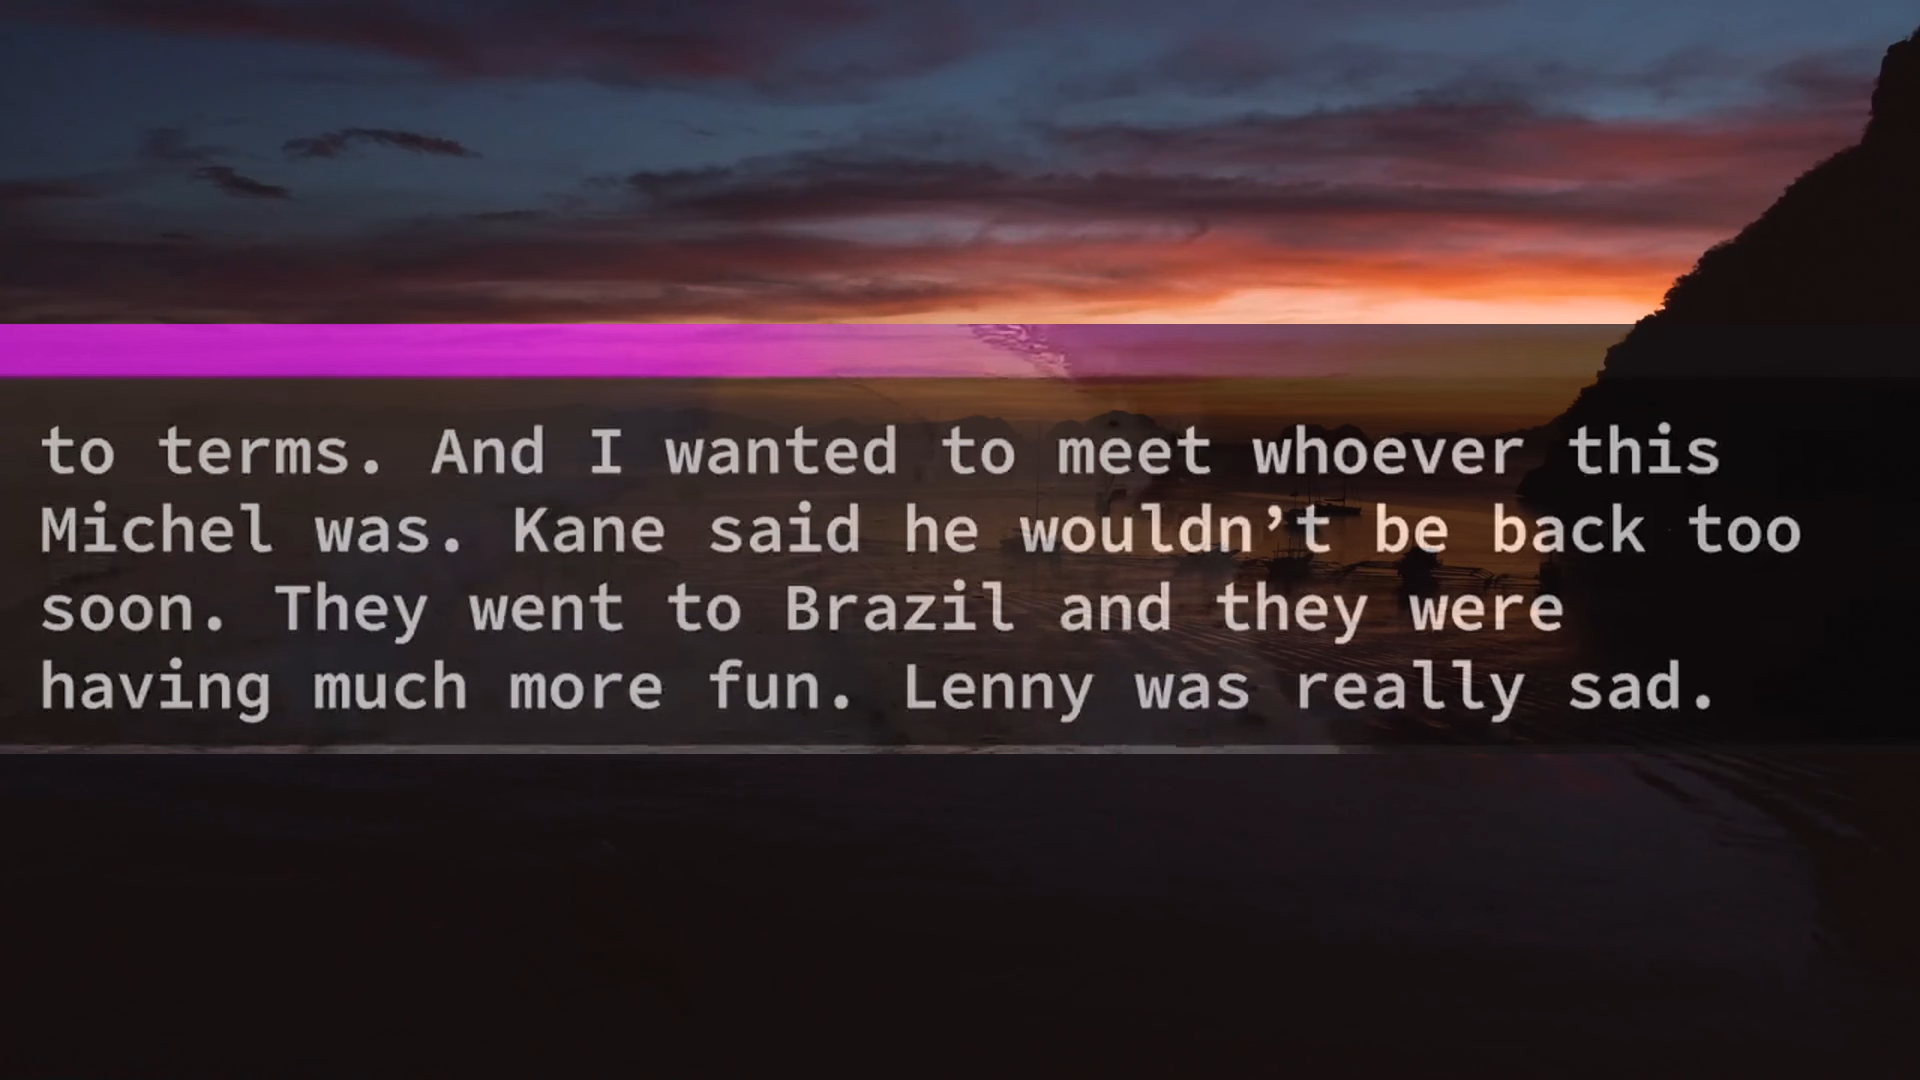 to terms. And I wanted to meet whoever this
Michel was. Kane said he wouldn’t be back too
soon. They went to Brazil and they were
having much more fun. Lenny was really sad.